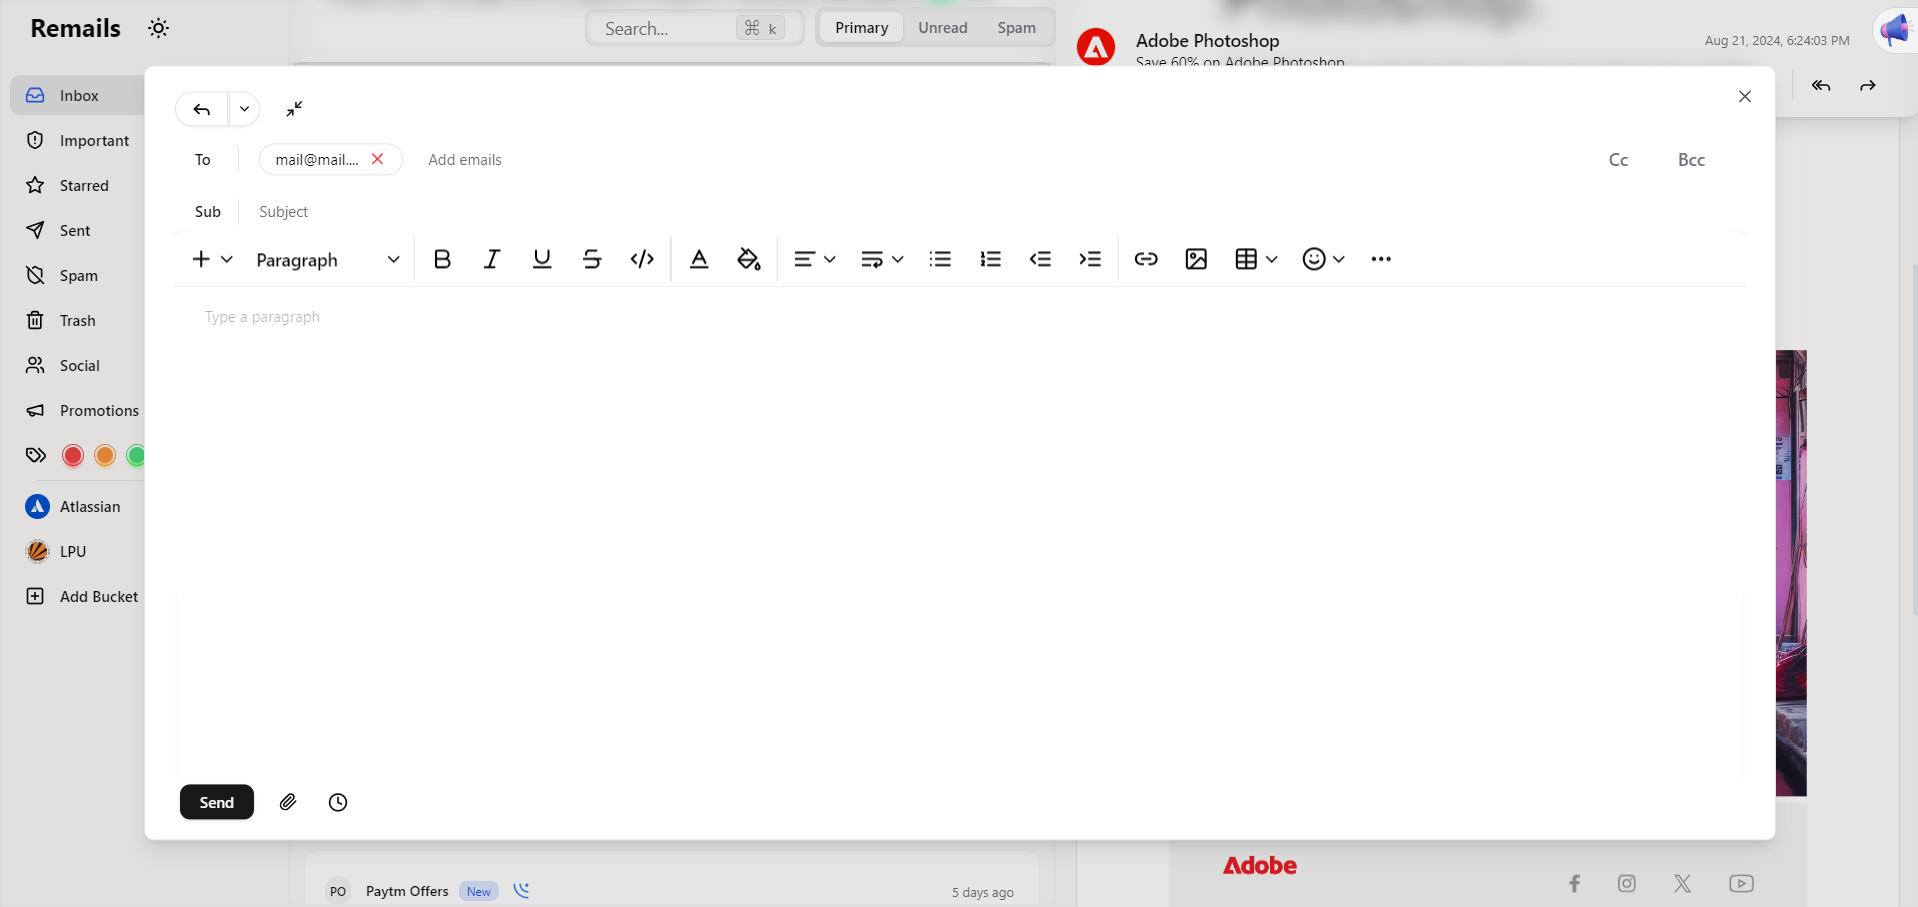 Remails
Search...
⌘ k
Primary
Unread
Spam
Adobe Photoshop
Save 60% on Adobe Photoshop
Aug 21, 2024, 6:24:03 PM
Inbox
Important
Starred
Sent
Spam
Trash
Social
Promotions
Atlassian
LPU
Add Bucket
To
mail@mail....
Add emails
Cc
Bcc
Sub
Subject
Paragraph
Type a paragraph
Send
PO
Paytm Offers
New
5 days ago
Adobe